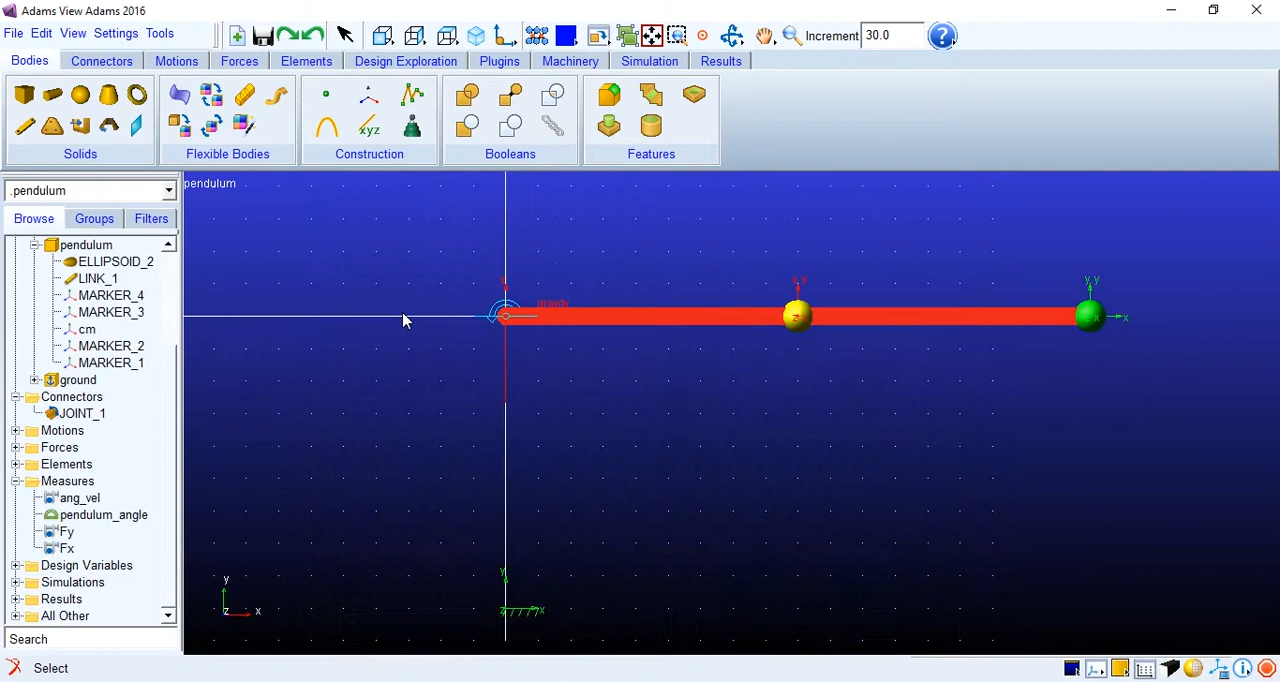 Adams View Adams 2016
File Edit View Settings Tools
Increment 30.0
Bodies Connectors Motions Forces Elements Design Exploration Plugins Machinery Simulation Results
xyz
Solids Flexible Bodies Construction Booleans Features
.pendulum
Browse Groups Filters
pendulum
ELLIPSOID_2
LINK_1
MARKER_4
MARKER_3
cm
MARKER_2
MARKER_1
ground
Connectors
JOINT_1
Motions
Forces
Elements
Measures
ang_vel
pendulum_angle
Fy
Fx
Design Variables
Simulations
Results
All Other
Search
Select
pendulum
gravity
x
y
x
y
z x